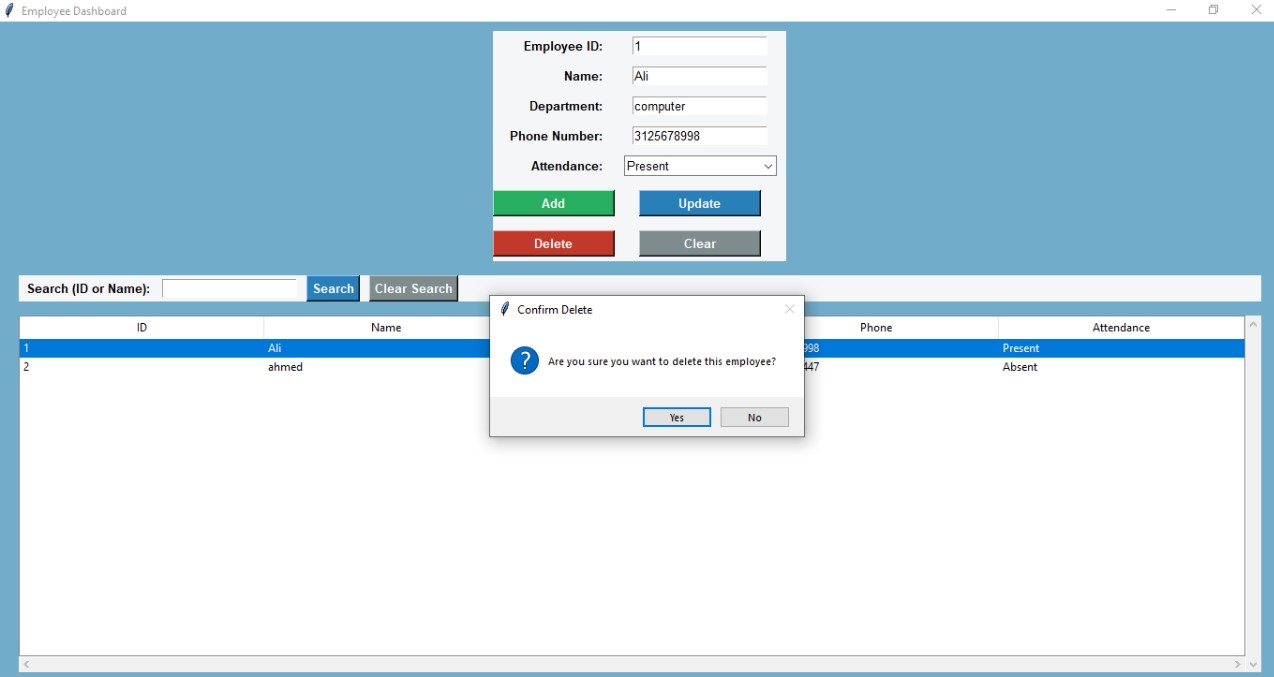 Employee Dashboard
Employee ID: 1
Name: Ali
Department: computer
Phone Number: 3125678998
Attendance: Present
Add Update
Delete Clear
Search (ID or Name): Search Clear Search
Confirm Delete
Are you sure you want to delete this employee?
Yes No
ID Name Phone Attendance
1 Ali 998 Present
2 ahmed 447 Absent